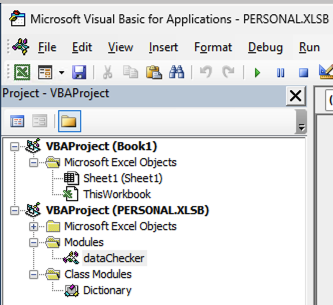 Microsoft Visual Basic for Applications - PERSONAL.XLSB
File Edit View Insert Format Debug Run
Project - VBAProject
VBAProject (Book1)
Microsoft Excel Objects
Sheet1 (Sheet1)
ThisWorkbook
VBAProject (PERSONAL.XLSB)
Microsoft Excel Objects
Modules
dataChecker
Class Modules
Dictionary